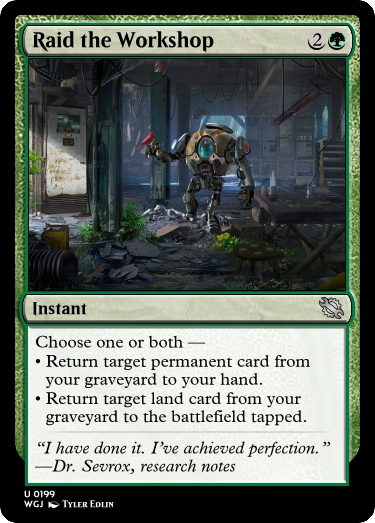 Raid the Workshop 2
Instant
Choose one or both —
• Return target permanent card from
your graveyard to your hand.
• Return target land card from your
graveyard to the battlefield tapped.
“I have done it. I’ve achieved perfection.”
—Dr. Sevrox, research notes
U 0199
WGJ Tyler Edlin